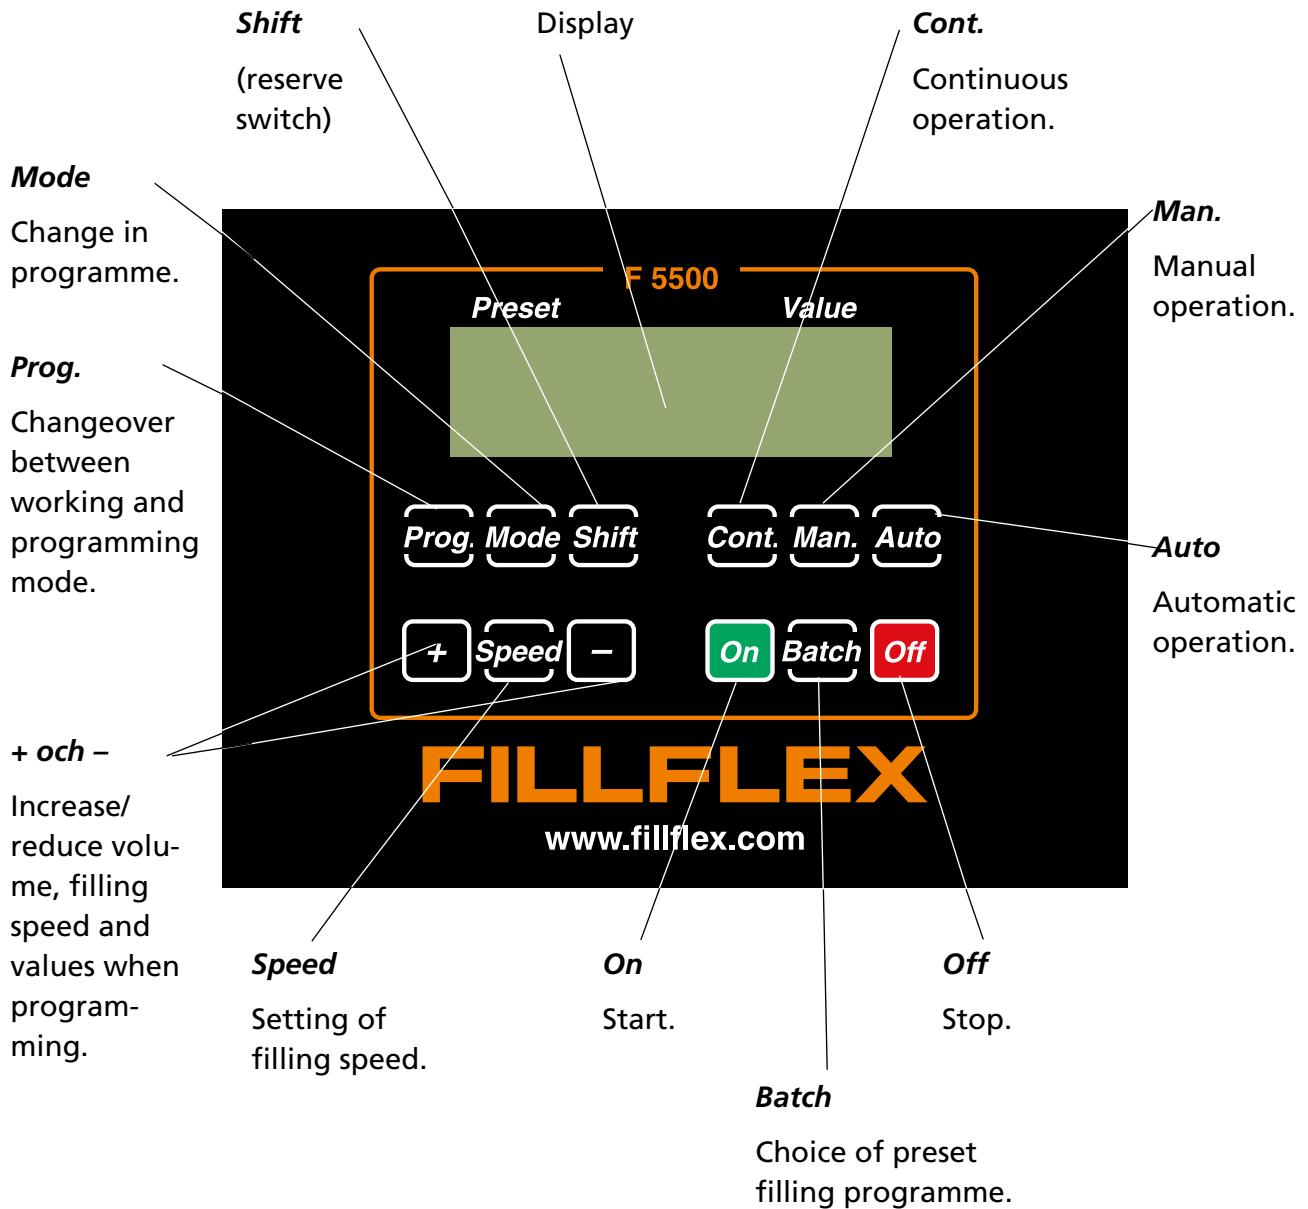 Shift
(reserve
switch)
Display
Cont.
Continuous
operation.
Mode
Change in
programme.
Man.
Manual
operation.
Prog.
Changeover
between
working and
programming
mode.
F 5500
Preset Value
Prog. Mode Shift Cont. Man. Auto
+ Speed – On Batch Off
Auto
Automatic
operation.
+ och –
Increase/
reduce volu-
me, filling
speed and
values when
program-
ming.
FILLFLEX
www.fillflex.com
Speed
Setting of
filling speed.
On
Start.
Off
Stop.
Batch
Choice of preset
filling programme.